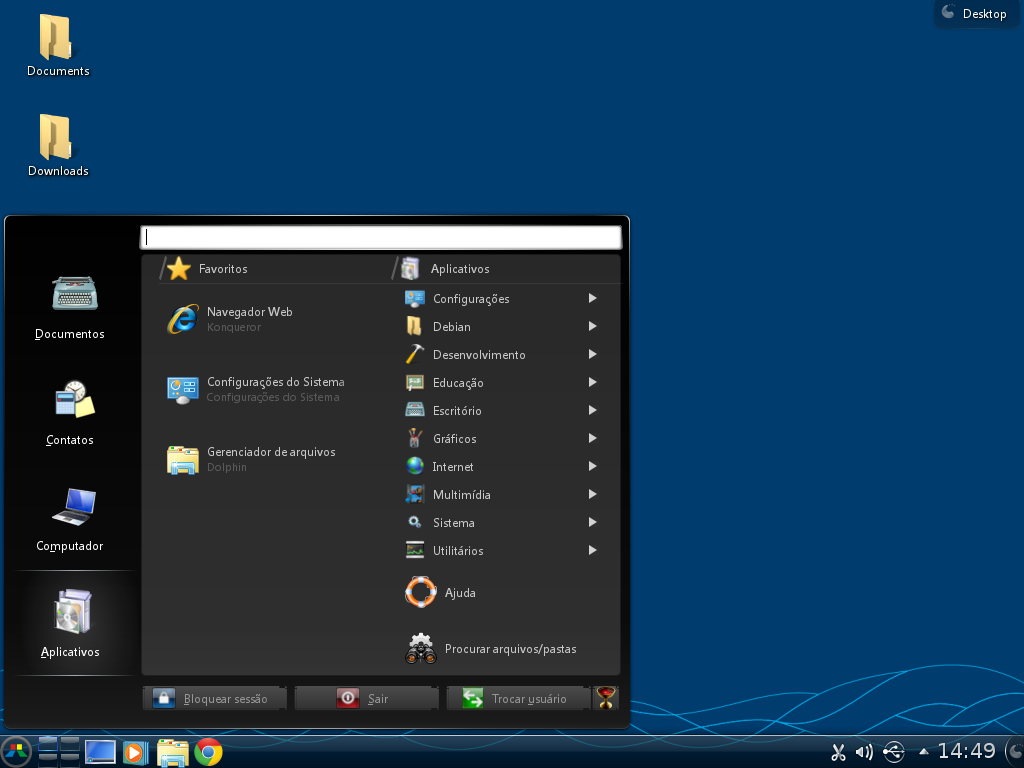 Desktop
Documents
Downloads
Favoritos
Aplicativos
Navegador Web
Konqueror
Configurações do Sistema
Configurações do Sistema
Gerenciador de arquivos
Dolphin
Configurações
Debian
Desenvolvimento
Educação
Escritório
Gráficos
Internet
Multimídia
Sistema
Utilitários
Ajuda
Procurar arquivos/pastas
Documentos
Contatos
Computador
Aplicativos
Bloquear sessão
Sair
Trocar usuário
14:49